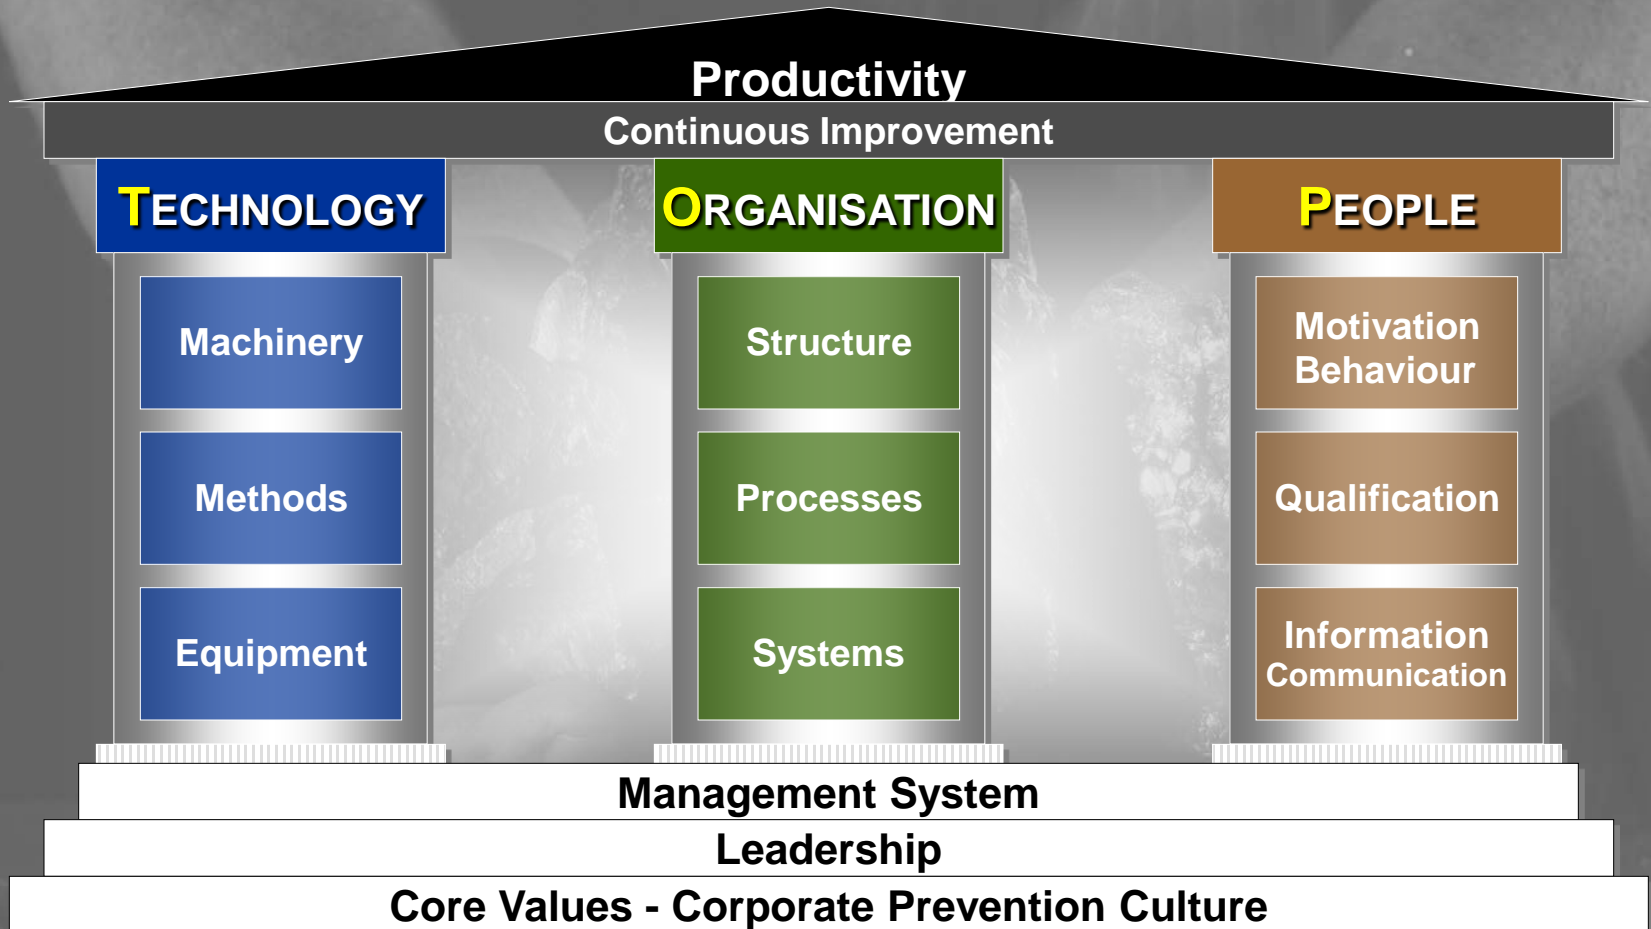 Productivity
Continuous Improvement
TECHNOLOGY
ORGANISATION
PEOPLE
Machinery
Methods
Equipment
Structure
Processes
Systems
Motivation
Behaviour
Qualification
Information
Communication
Management System
Leadership
Core Values - Corporate Prevention Culture